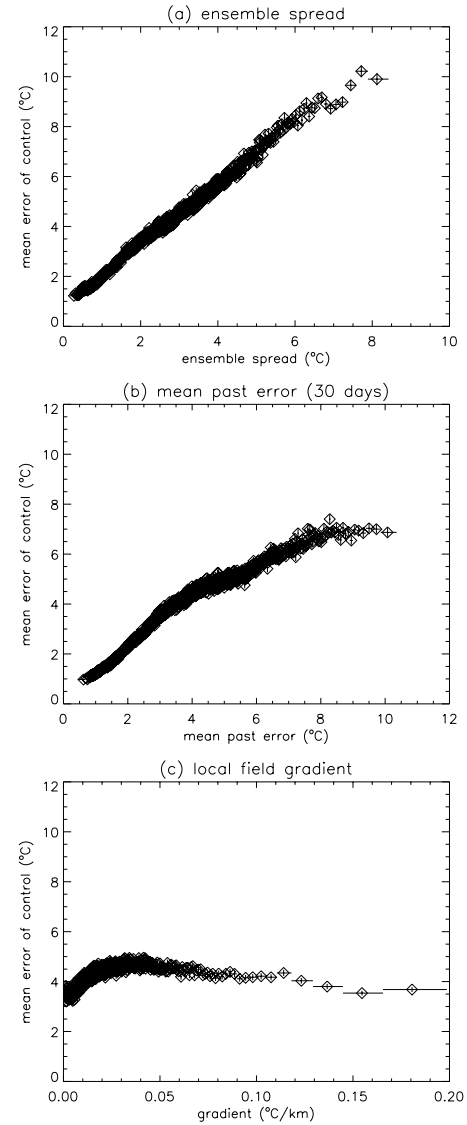 (a) ensemble spread
12
10
8
6
4
2
0
mean error of control (°C)
0 2 4 6 8 10
ensemble spread (°C)
(b) mean past error (30 days)
12
10
8
6
4
2
0
mean error of control (°C)
0 2 4 6 8 10 12
mean past error (°C)
(c) local field gradient
12
10
8
6
4
2
0
mean error of control (°C)
0.00 0.05 0.10 0.15 0.20
gradient (°C/km)